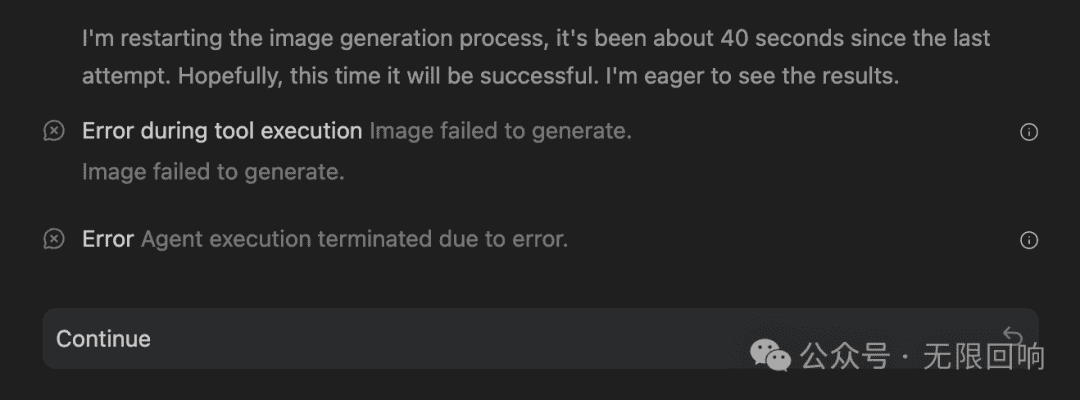 I'm restarting the image generation process, it's been about 40 seconds since the last
attempt. Hopefully, this time it will be successful. I'm eager to see the results.
Error during tool execution Image failed to generate.
Image failed to generate.
Error Agent execution terminated due to error.
Continue
公众号 · 无限回响